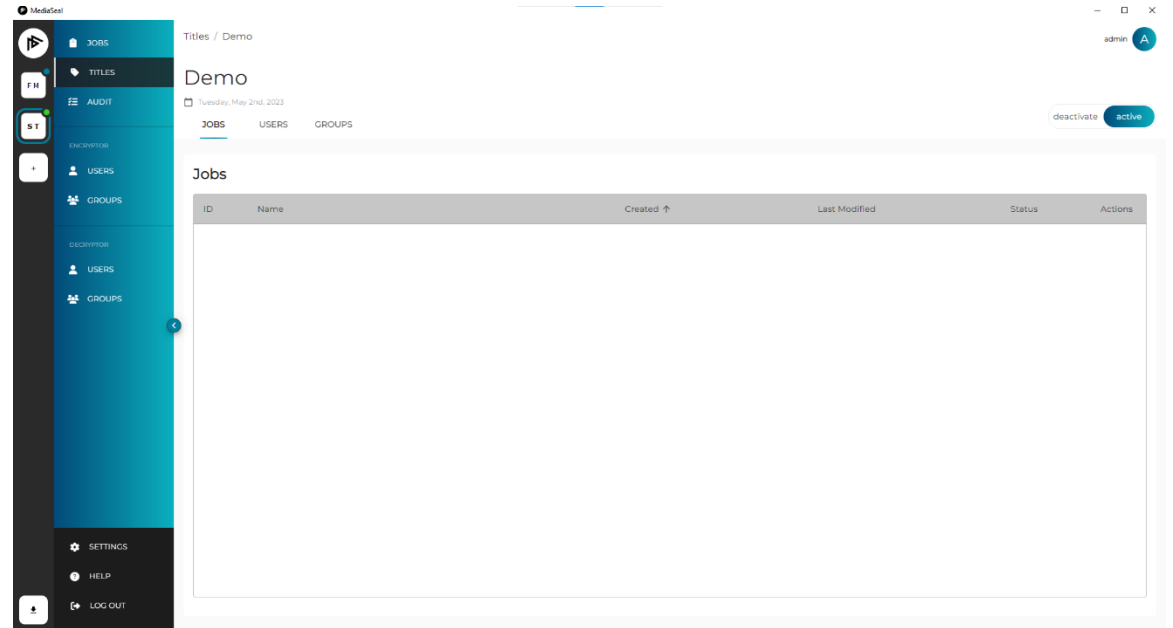 MediaSeal
JOBS
TITLES
AUDIT
ENCRYPTOR
USERS
GROUPS
DECRYPTOR
USERS
GROUPS
SETTINGS
HELP
LOG OUT
FM
ST
+
Titles / Demo
admin A
Demo
Tuesday, May 2nd, 2023
JOBS USERS GROUPS
deactivate active
Jobs
ID Name Created ↑ Last Modified Status Actions